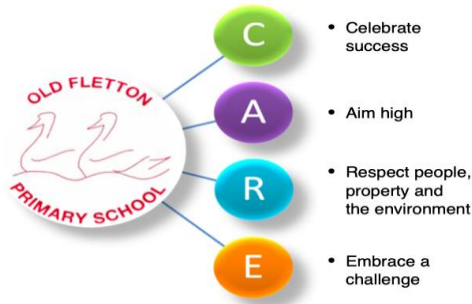 OLD FLETTON
PRIMARY SCHOOL
C
• Celebrate
success
A
• Aim high
R
• Respect people,
property and
the environment
E
• Embrace a
challenge